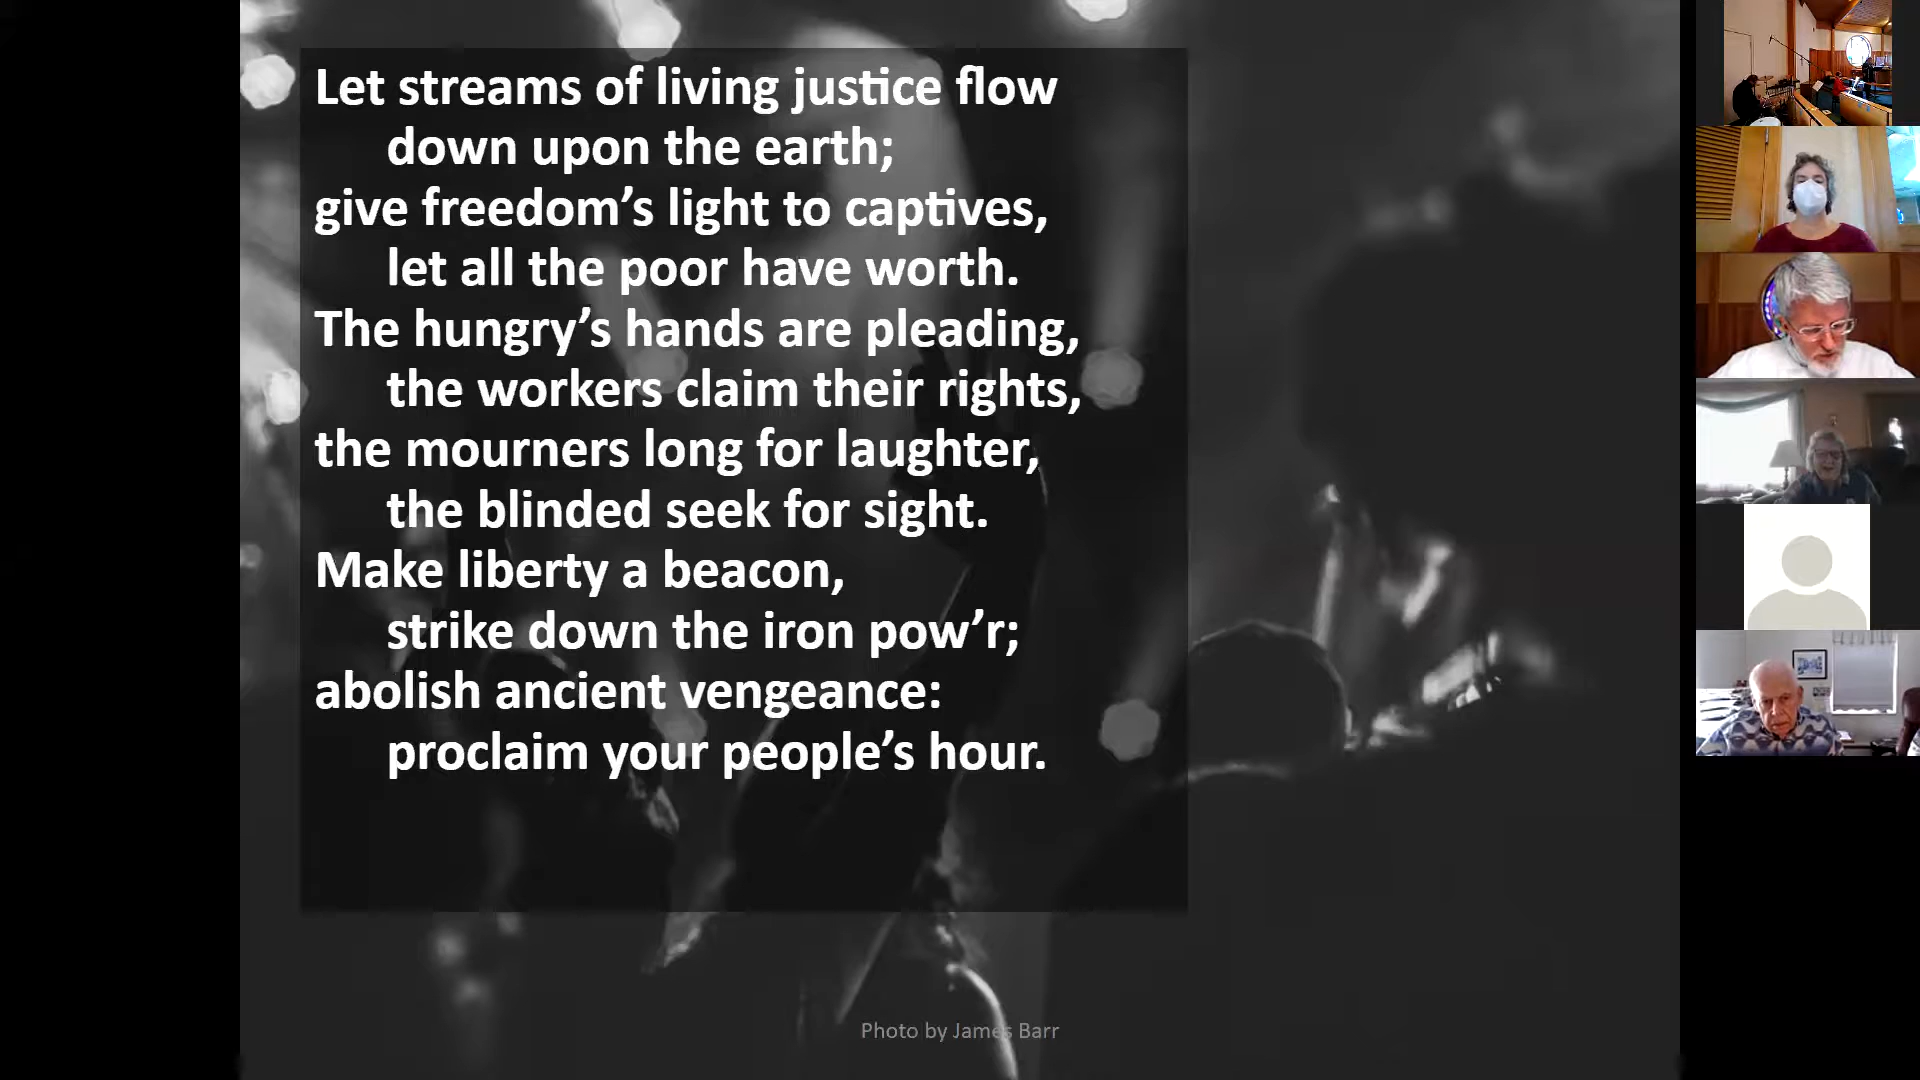 Let streams of living justice flow
down upon the earth;
give freedom’s light to captives,
let all the poor have worth.
The hungry’s hands are pleading,
the workers claim their rights,
the mourners long for laughter,
the blinded seek for sight.
Make liberty a beacon,
strike down the iron pow’r;
abolish ancient vengeance:
proclaim your people’s hour.
Photo by James Barr